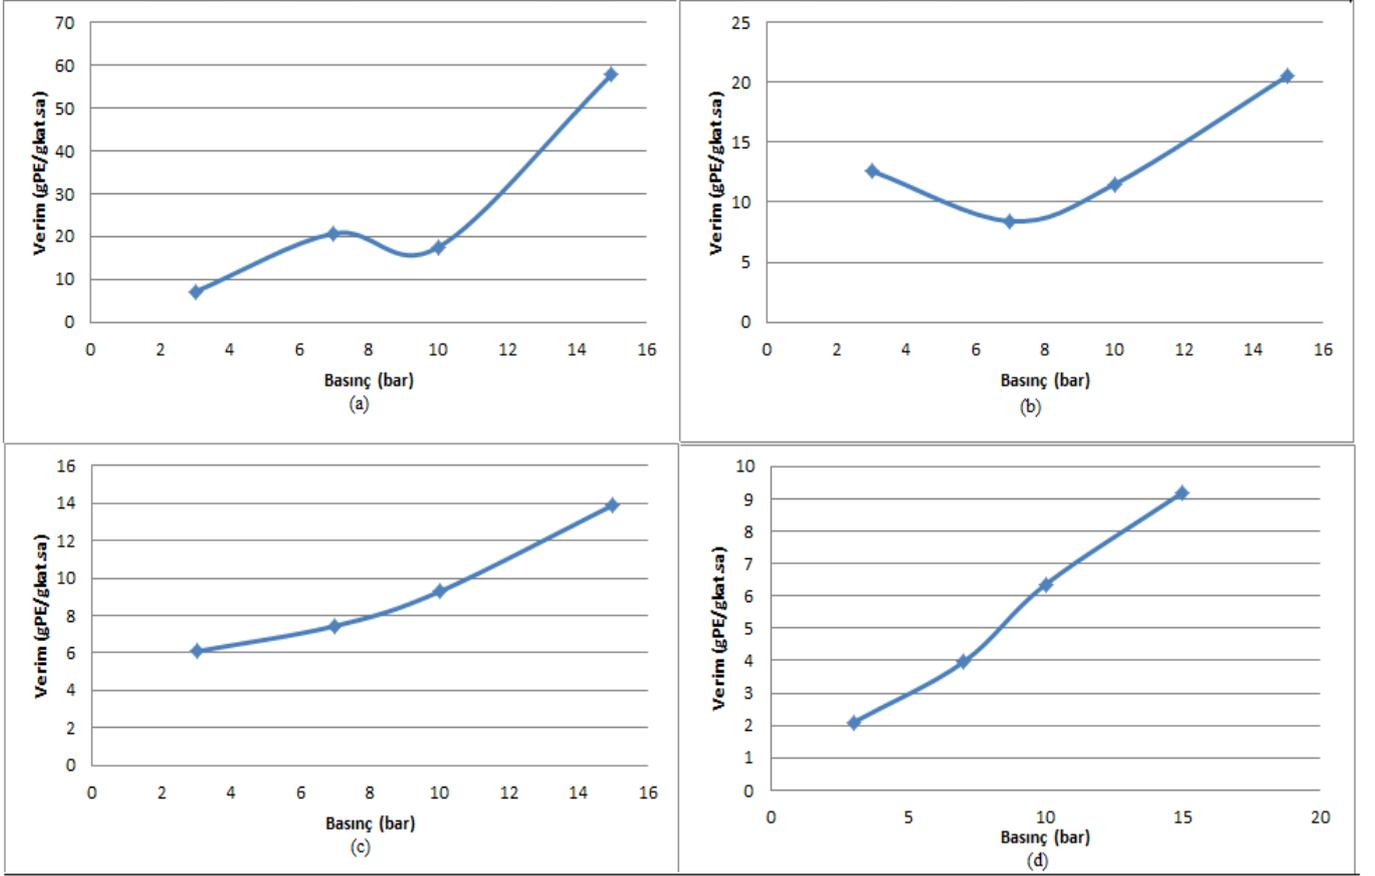 70
60
50
40
30
20
10
0
Verim (gPE/gkat.sa)
0 2 4 6 8 10 12 14 16
Basınç (bar)
(a)
25
20
15
10
5
0
Verim (gPE/gkat.sa)
0 2 4 6 8 10 12 14 16
Basınç (bar)
(b)
16
14
12
10
8
6
4
2
0
Verim (gPE/gkat.sa)
0 2 4 6 8 10 12 14 16
Basınç (bar)
(c)
10
9
8
7
6
5
4
3
2
1
0
Verim (gPE/gkat.sa)
0 5 10 15 20
Basınç (bar)
(d)